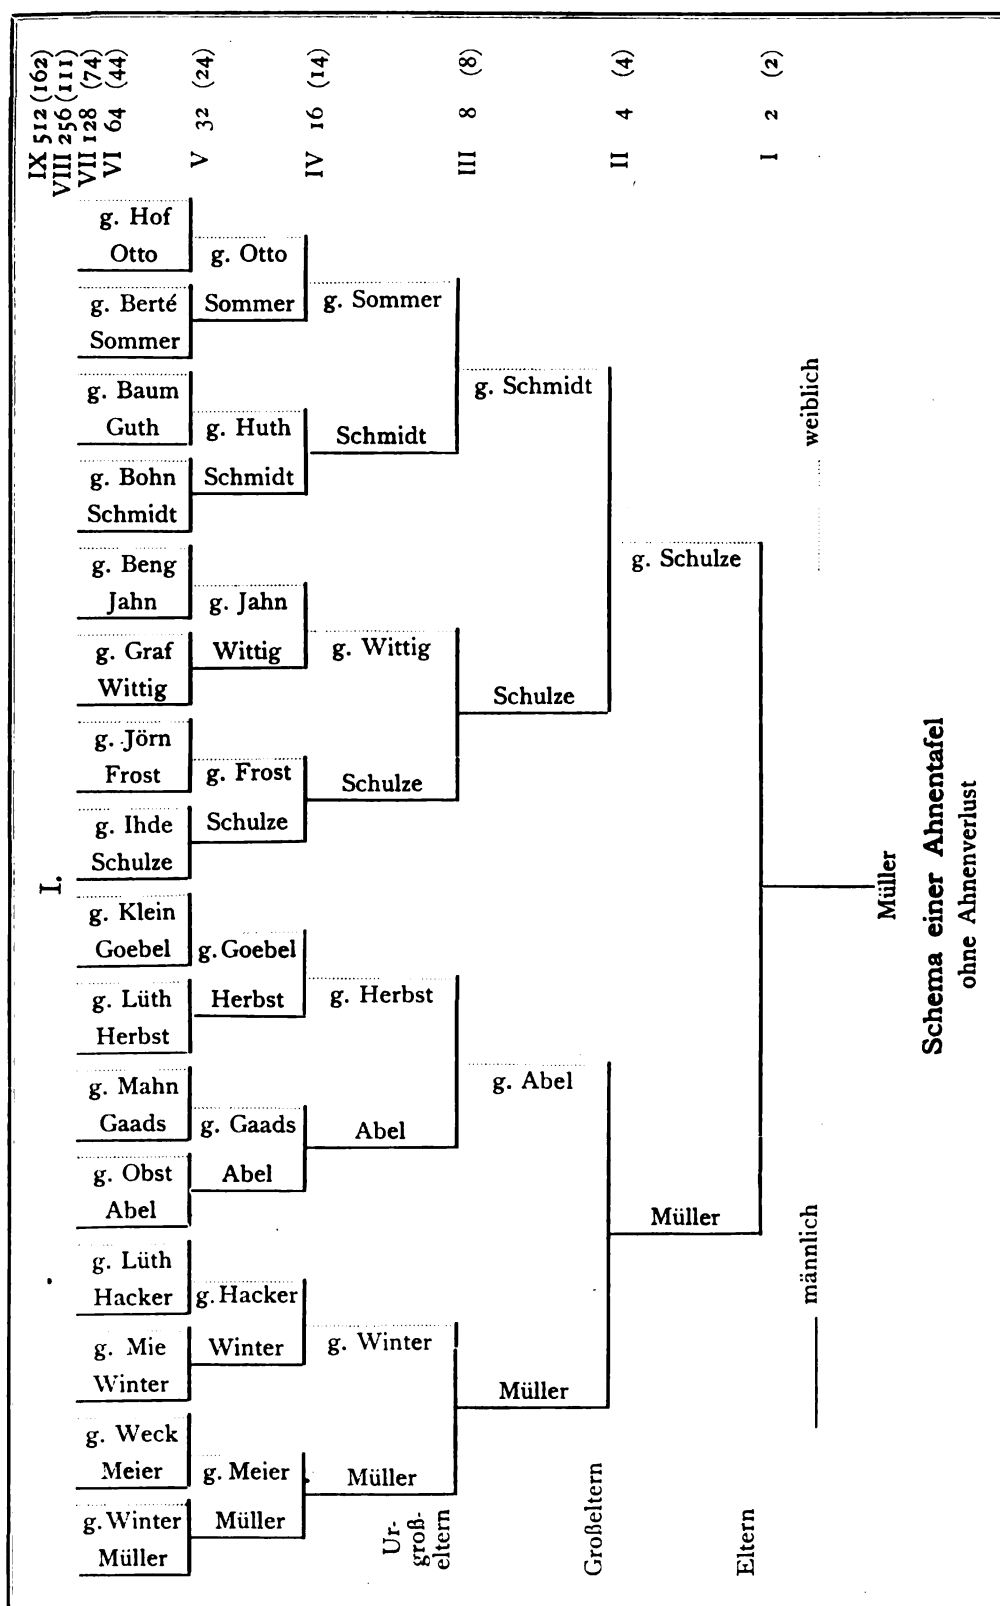 I.
IX 512 (162)
VIII 256 (111)
VII 128 (74)
VI 64 (44)
V 32 (24)
IV 16 (14)
III 8 (8)
II 4 (4)
I 2 (2)
g. Hof
Otto
g. Berté
Sommer
g. Baum
Guth
g. Bohn
Schmidt
g. Beng
Jahn
g. Graf
Wittig
g. Jörn
Frost
g. Ihde
Schulze
g. Klein
Goebel
g. Lüth
Herbst
g. Mahn
Gaads
g. Obst
Abel
g. Lüth
Hacker
g. Mie
Winter
g. Weck
Meier
g. Winter
Müller
g. Otto
Sommer
g. Huth
Schmidt
g. Jahn
Wittig
g. Frost
Schulze
g. Goebel
Herbst
g. Gaads
Abel
g. Hacker
Winter
g. Meier
Müller
g. Sommer
Schmidt
g. Wittig
Schulze
g. Herbst
Abel
g. Winter
Müller
Ur-
groß-
eltern
g. Schmidt
Schulze
g. Abel
Müller
Großeltern
g. Schulze
Müller
Eltern
männlich
weiblich
Müller
Schema einer Ahnentafel
ohne Ahnenverlust